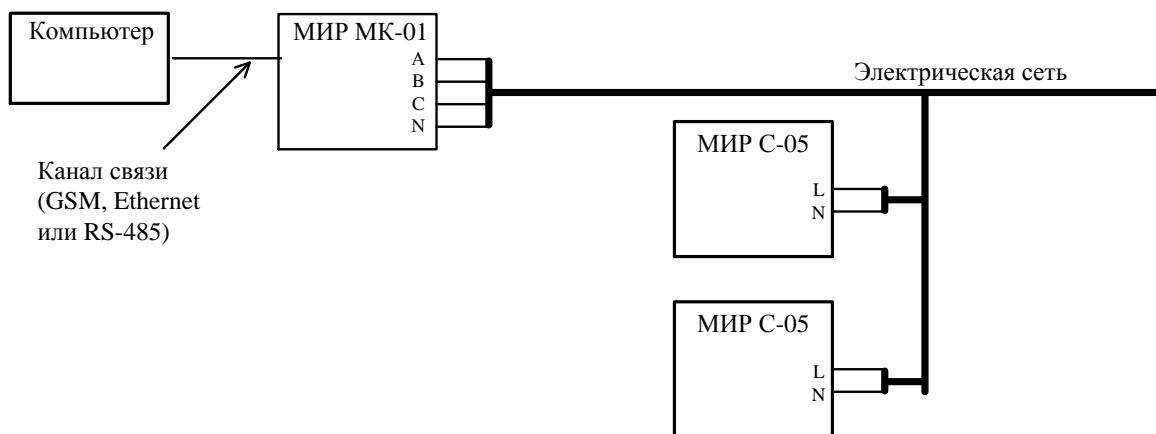 Компьютер
МИР МК-01
A
B
C
N
Электрическая сеть
Канал связи
(GSM, Ethernet
или RS-485)
МИР С-05
L
N
МИР С-05
L
N